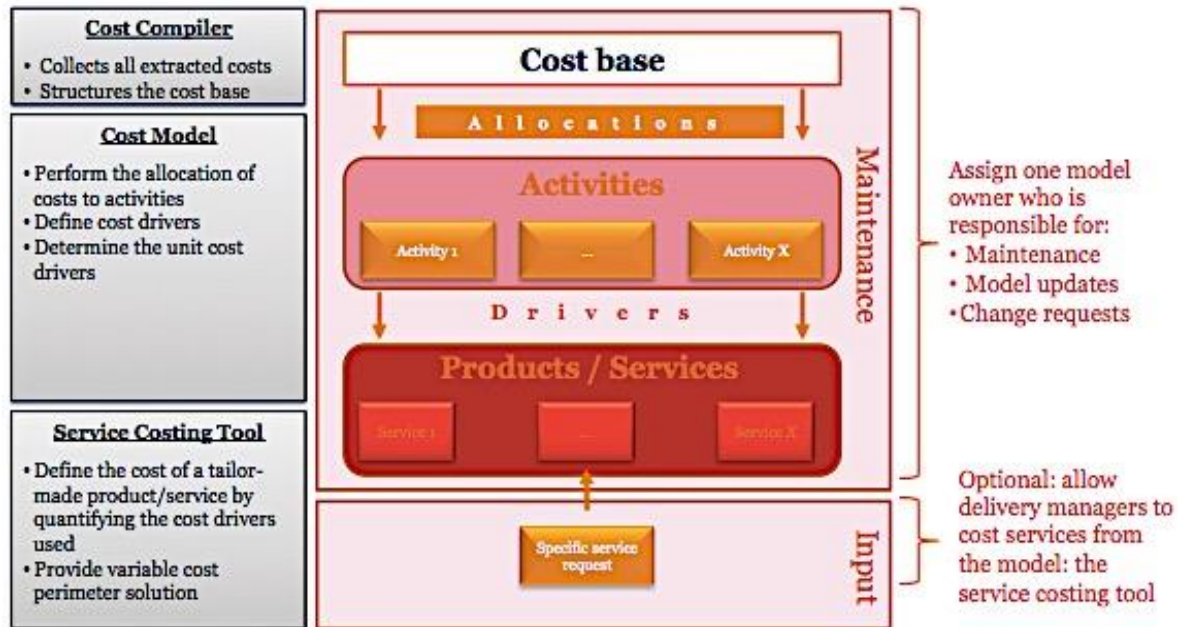 Cost Compiler
• Collects all extracted costs
• Structures the cost base
Cost Model
• Perform the allocation of
costs to activities
• Define cost drivers
• Determine the unit cost
drivers
Service Costing Tool
• Define the cost of a tailor-
made product/service by
quantifying the cost drivers
used
• Provide variable cost
perimeter solution
Cost base
Allocations
Activities
Activity 1
...
Activity X
Drivers
Products / Services
Service 1
...
Service X
Maintenance
Specific service
request
Input
Assign one model
owner who is
responsible for:
• Maintenance
• Model updates
• Change requests
Optional: allow
delivery managers to
cost services from
the model: the
service costing tool